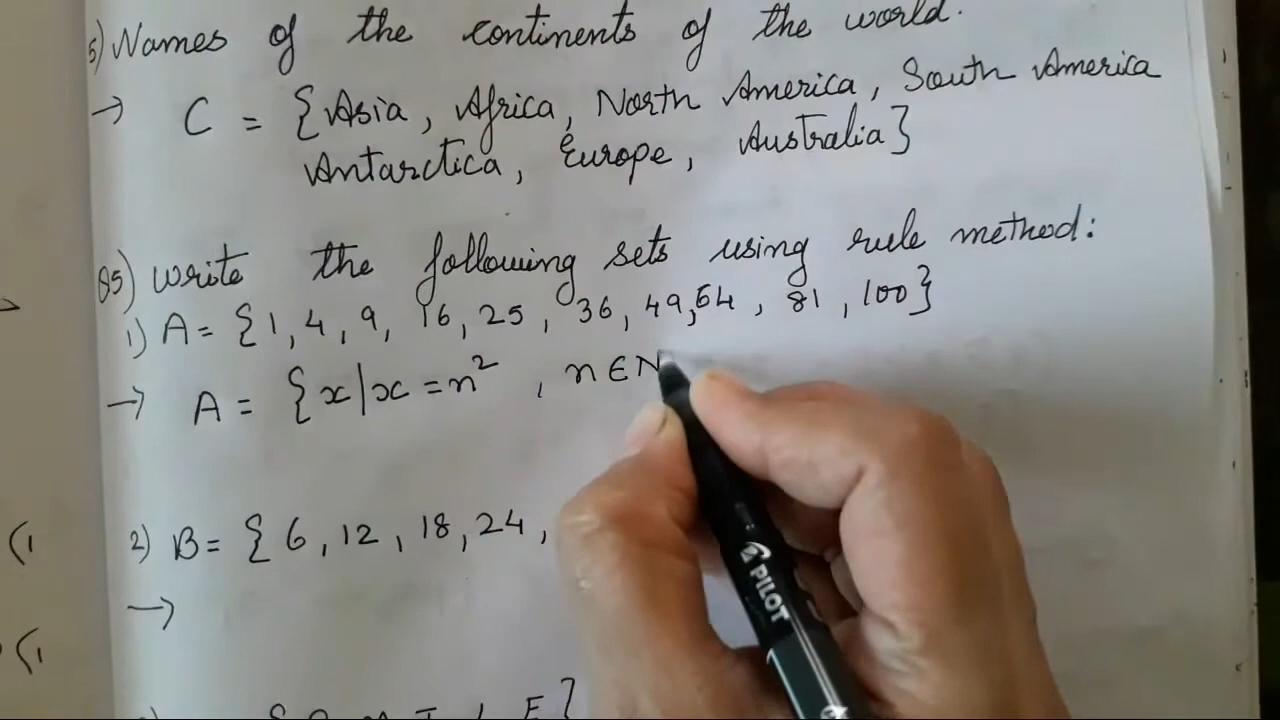 5) Names of the continents of the world.
→ C = {Asia, Africa, North America, South America
Antarctica, Europe, Australia}
Q5) Write the following sets using rule method:
1) A = {1, 4, 9, 16, 25, 36, 49, 64, 81, 100}
→ A = {x|x = n², n ∈ N
2) B = {6, 12, 18, 24,
→
PILOT